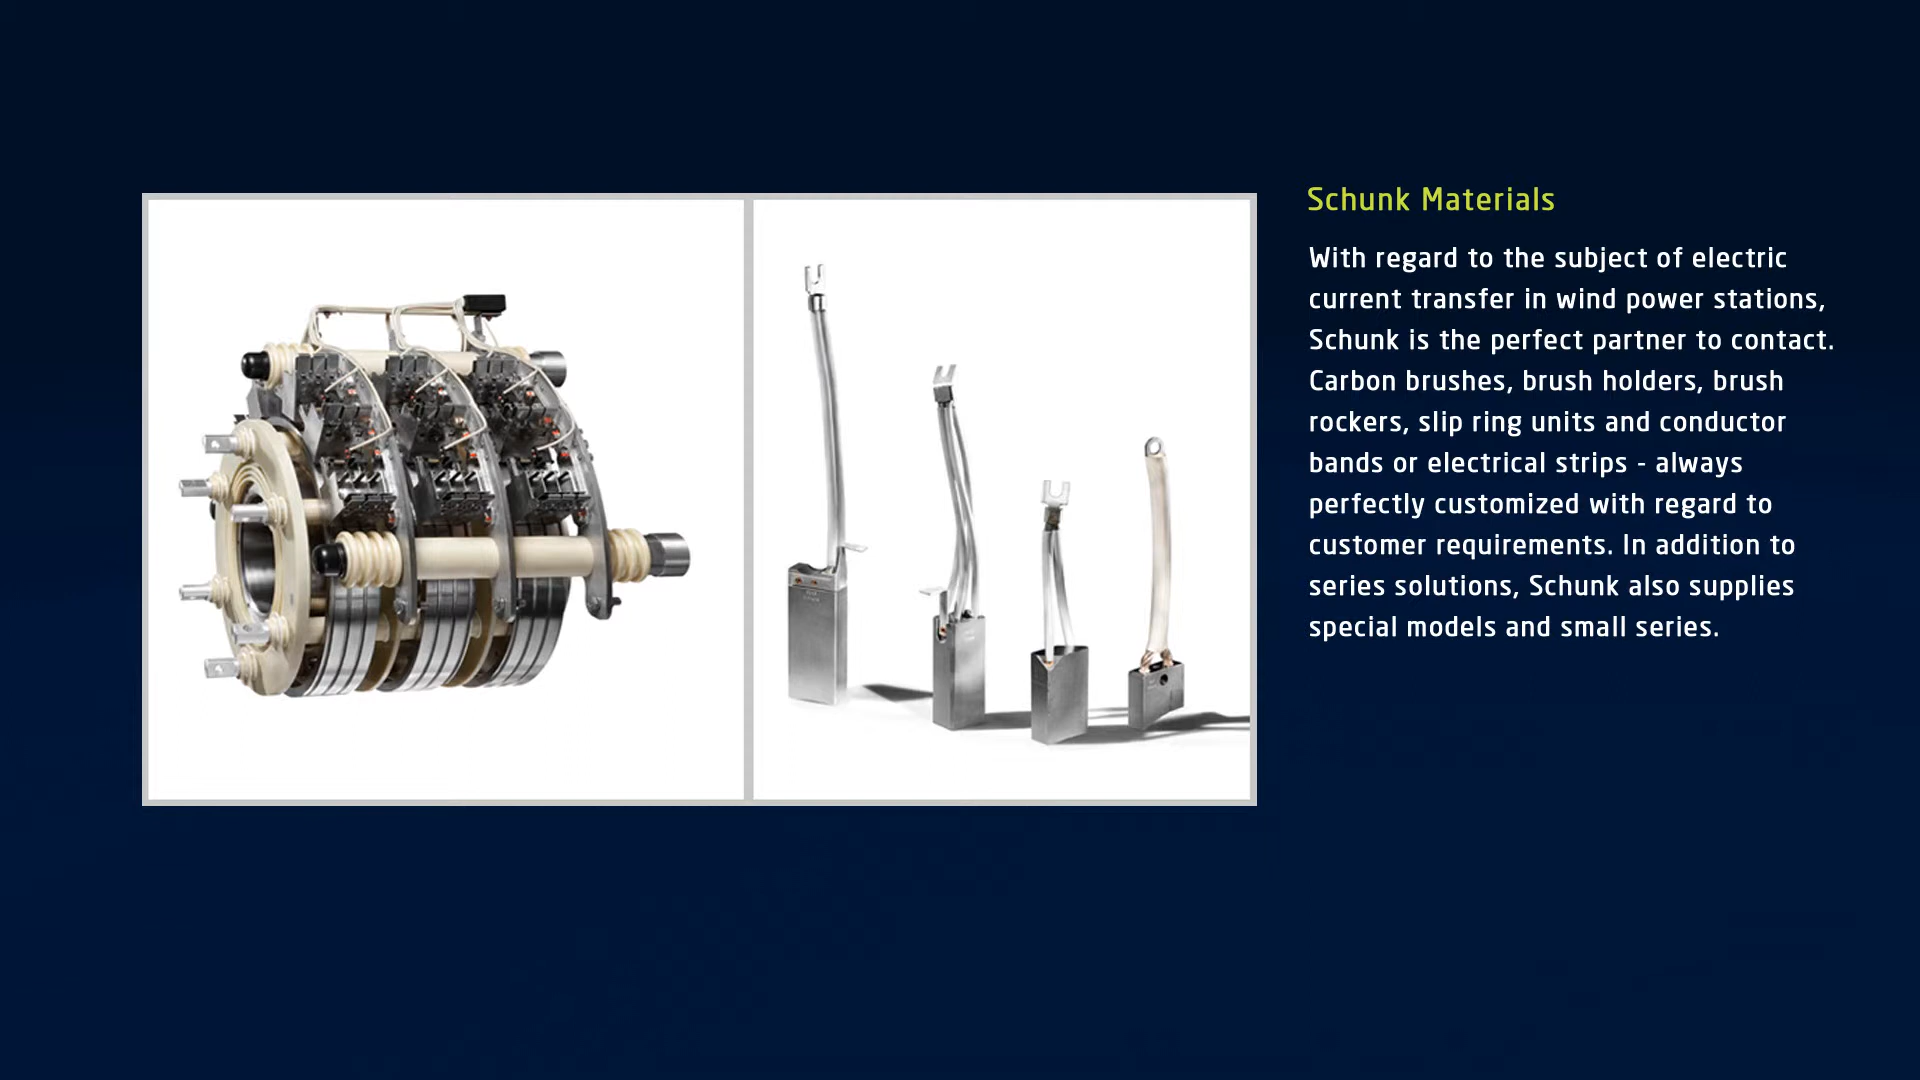 Schunk Materials
With regard to the subject of electric
current transfer in wind power stations,
Schunk is the perfect partner to contact.
Carbon brushes, brush holders, brush
rockers, slip ring units and conductor
bands or electrical strips - always
perfectly customized with regard to
customer requirements. In addition to
series solutions, Schunk also supplies
special models and small series.